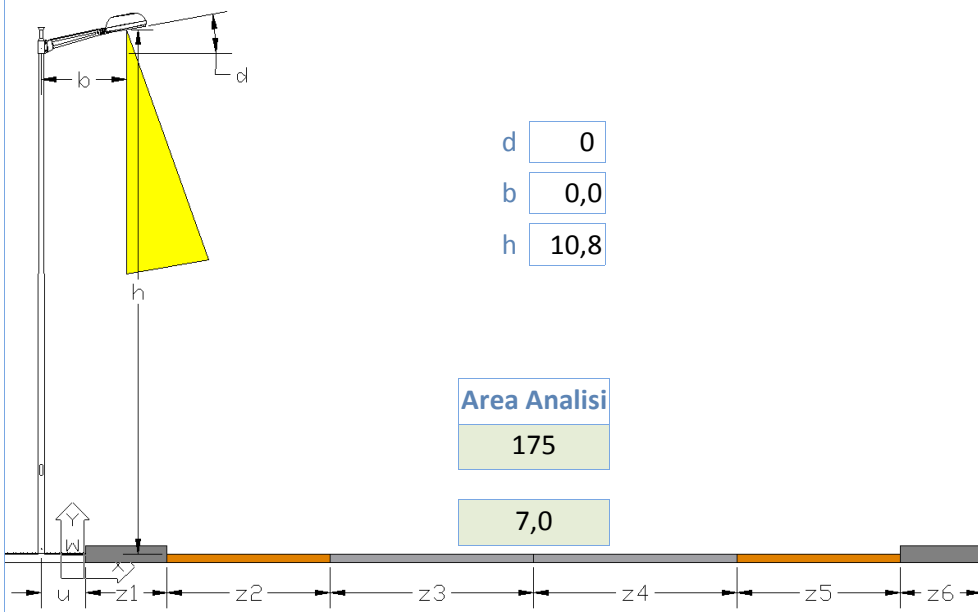 d
b
d 0
b 0,0
h 10,8
h
Area Analisi
175
7,0
Y
W
X
u z1 z2 z3 z4 z5 z6